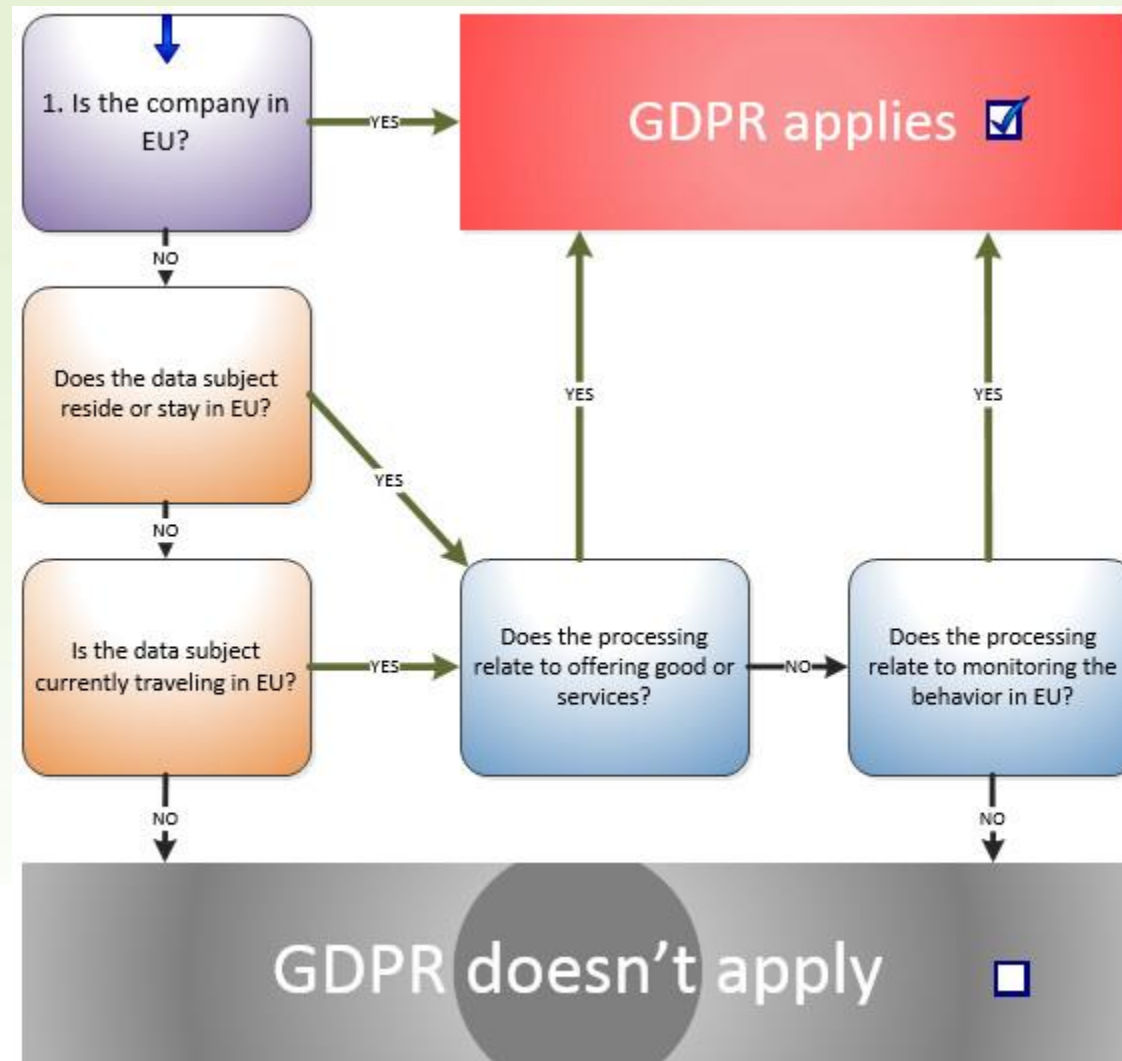 1. Is the company in
EU?
YES
GDPR applies
NO
Does the data subject
reside or stay in EU?
YES
YES
YES
NO
Is the data subject
currently traveling in EU?
YES
Does the processing
relate to offering good or
services?
NO
Does the processing
relate to monitoring the
behavior in EU?
NO
NO
GDPR doesn't apply